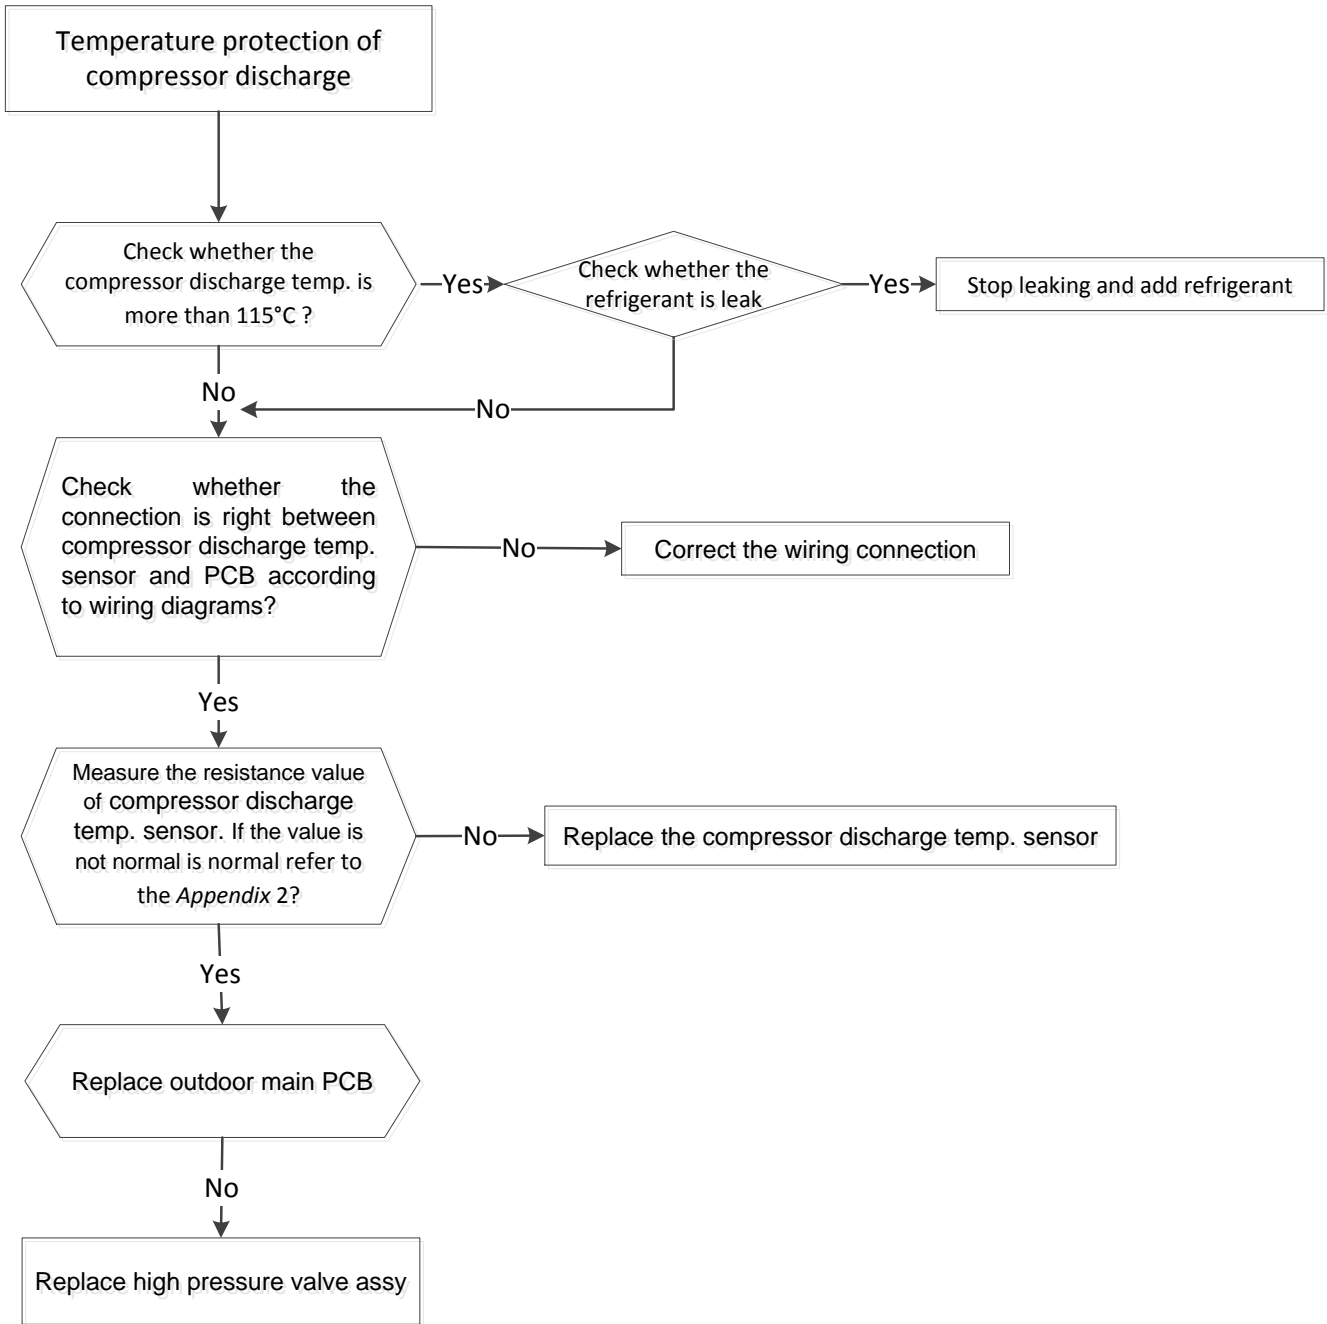 Temperature protection of
compressor discharge
Check whether the
compressor discharge temp. is
more than 115°C ?
Yes
Check whether the
refrigerant is leak
Yes
Stop leaking and add refrigerant
No
No
Check whether the
connection is right between
compressor discharge temp.
sensor and PCB according
to wiring diagrams?
No
Correct the wiring connection
Yes
Measure the resistance value
of compressor discharge
temp. sensor. If the value is
not normal is normal refer to
the Appendix 2?
No
Replace the compressor discharge temp. sensor
Yes
Replace outdoor main PCB
No
Replace high pressure valve assy